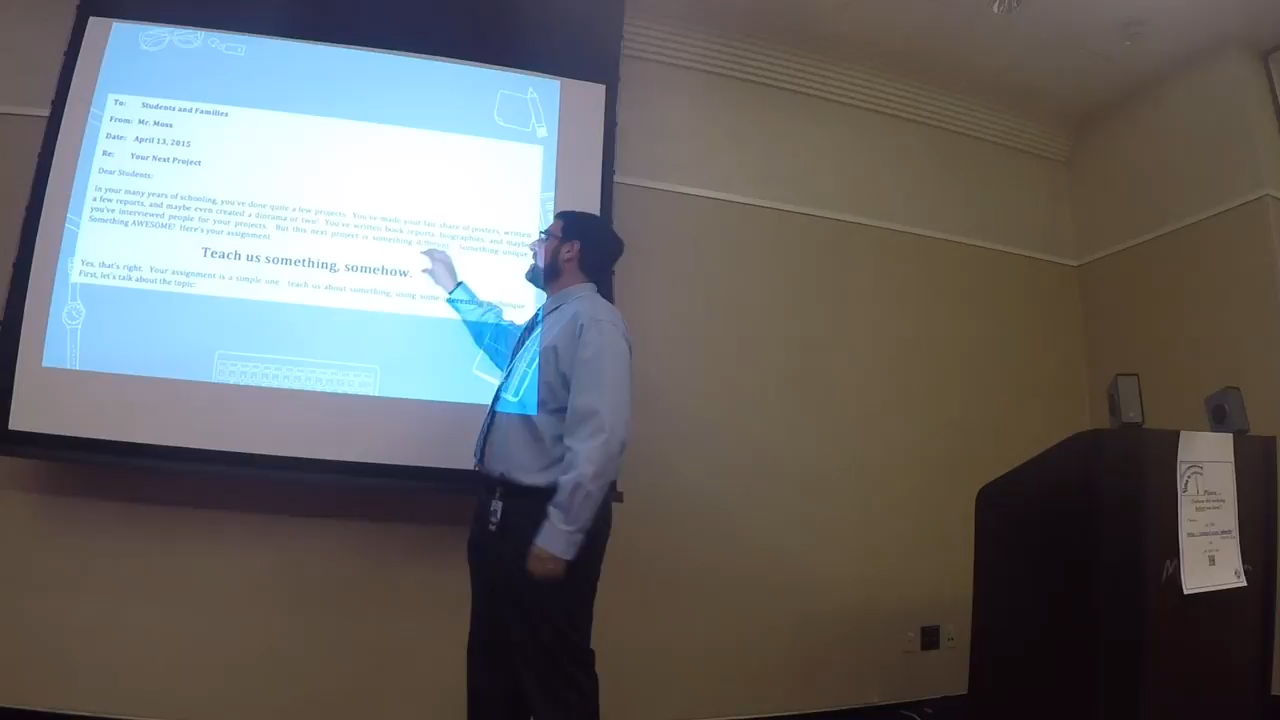 To: Students and Families
From: Mr. Moss
Date: April 13, 2015
Re: Your Next Project
Dear Students:
In your many years of schooling, you've done quite a few projects. You've made your fair share of posters, written
a few reports, and maybe even created a diorama or two! You've written book reports, biographies, and maybe
you've interviewed people for your projects. But this next project is something different. Something unique
Something AWESOME! Here's your assignment
Teach us something, somehow.
Yes, that's right. Your assignment is a simple one: teach us about something, using some interesting technique
First, let's talk about the topic:
Please